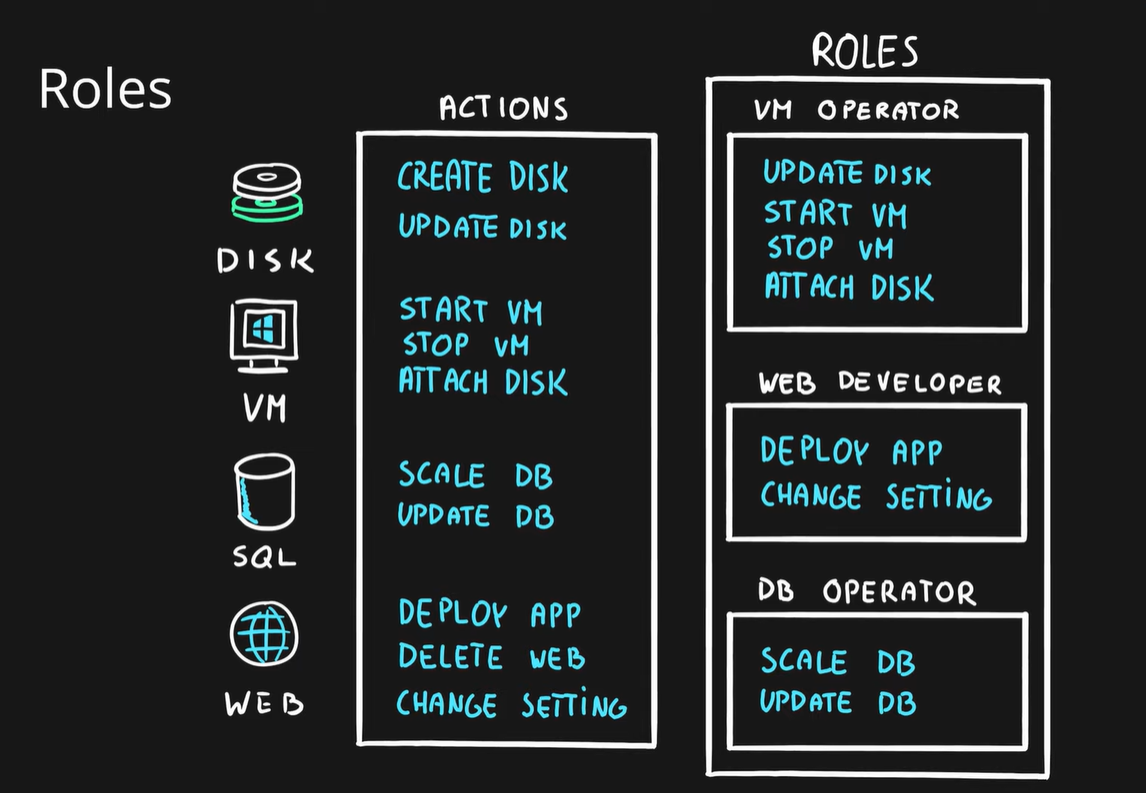 Roles
ACTIONS
DISK
CREATE DISK
UPDATE DISK
VM
START VM
STOP VM
ATTACH DISK
SQL
SCALE DB
UPDATE DB
WEB
DEPLOY APP
DELETE WEB
CHANGE SETTING
ROLES
VM OPERATOR
UPDATE DISK
START VM
STOP VM
ATTACH DISK
WEB DEVELOPER
DEPLOY APP
CHANGE SETTING
DB OPERATOR
SCALE DB
UPDATE DB